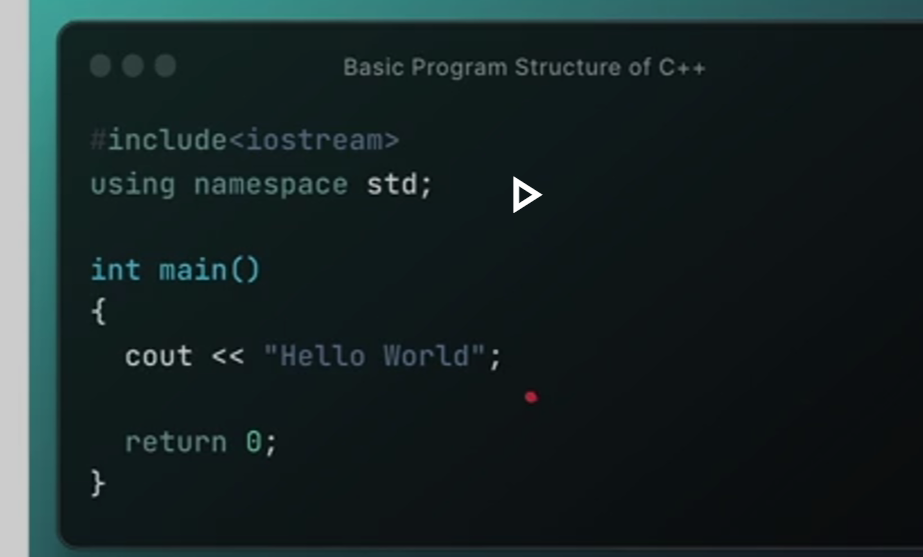 Basic Program Structure of C++
#include<iostream>
using namespace std;
int main()
{
cout << "Hello World";
return 0;
}